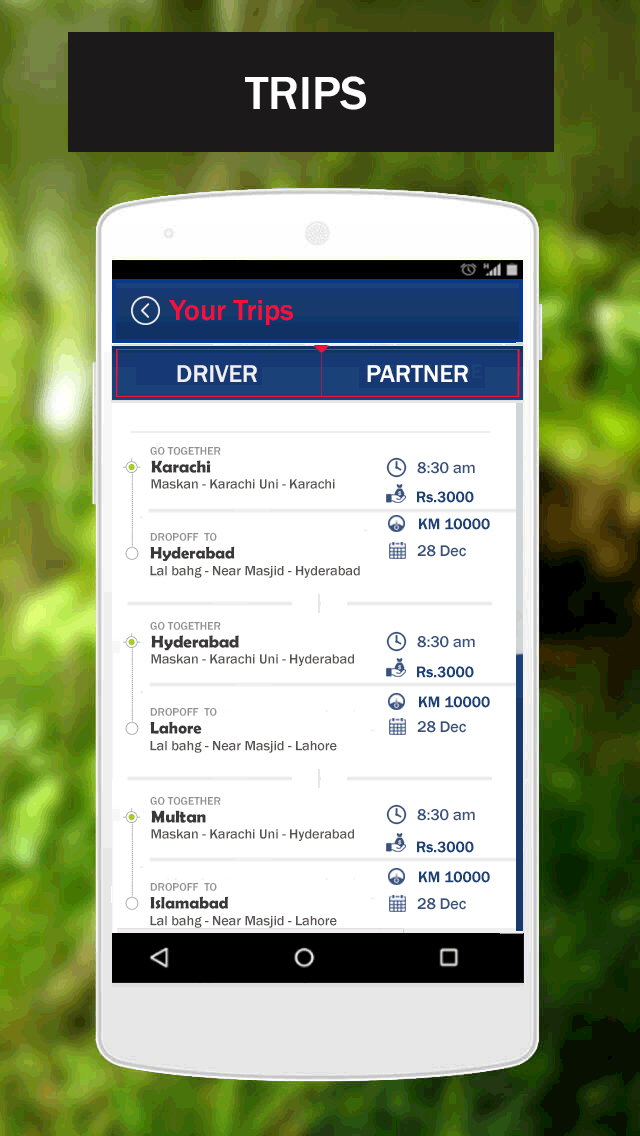 TRIPS
Your Trips
DRIVER
PARTNER
GO TOGETHER
Karachi
Maskan - Karachi Uni - Karachi
8:30 am
Rs.3000
KM 10000
28 Dec
DROPOFF TO
Hyderabad
Lal bahg - Near Masjid - Hyderabad
GO TOGETHER
Hyderabad
Maskan - Karachi Uni - Hyderabad
8:30 am
Rs.3000
KM 10000
28 Dec
DROPOFF TO
Lahore
Lal bahg - Near Masjid - Lahore
GO TOGETHER
Multan
Maskan - Karachi Uni - Hyderabad
8:30 am
Rs.3000
KM 10000
28 Dec
DROPOFF TO
Islamabad
Lal bahg - Near Masjid - Lahore